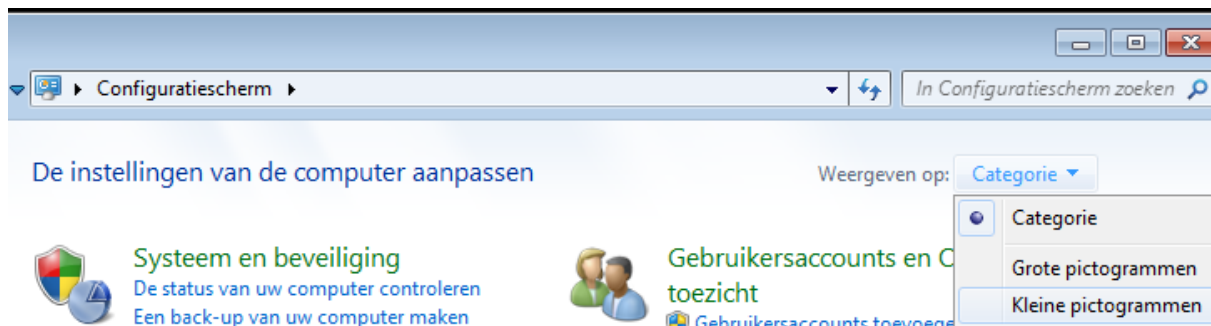 Configuratiescherm
In Configuratiescherm zoeken
De instellingen van de computer aanpassen
Weergeven op: Categorie
Categorie
Grote pictogrammen
Kleine pictogrammen
Systeem en beveiliging
De status van uw computer controleren
Een back-up van uw computer maken
Gebruikersaccounts en
toezicht
Gebruikersaccounts